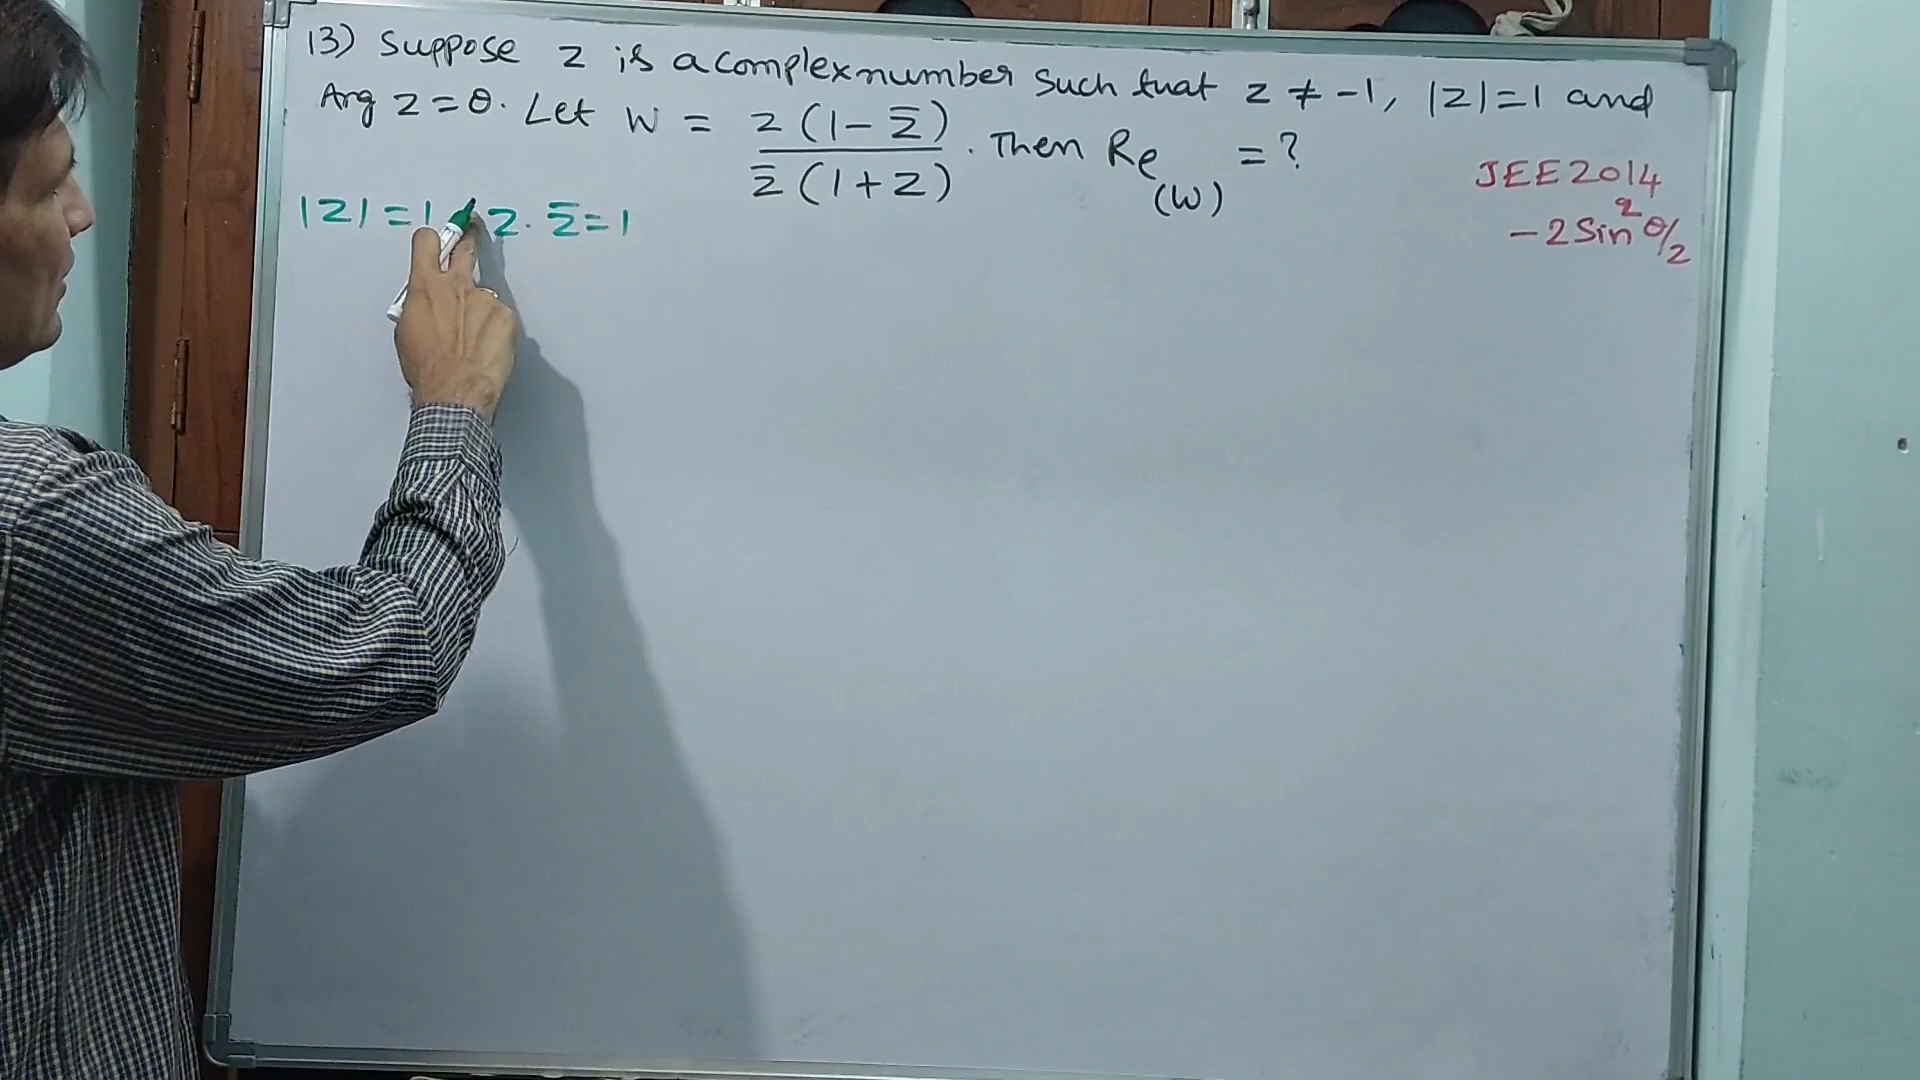 13) Suppose z is a complex number such that z ≠ -1, |z| = 1 and
Arg z = θ. Let W = z(1 - z̄) / z̄(1 + z). Then Re(W) = ?
JEE 2014
-2 Sin² θ/2
|z| = 1 z · z̄ = 1